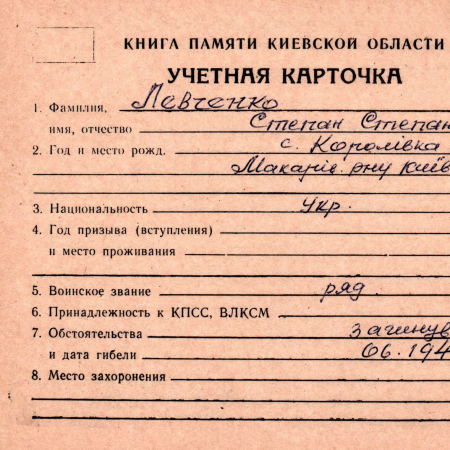 КНИГА ПАМЯТИ КИЕВСКОЙ ОБЛАСТИ
УЧЕТНАЯ КАРТОЧКА
1. Фамилия, Левченко
имя, отчество Степан Степан
2. Год и место рожд. с. Королівка
Макарів. р-ну Київ
3. Национальность укр.
4. Год призыва (вступления)
и место проживания
5. Воинское звание ряд.
6. Принадлежность к КПСС, ВЛКСМ
7. Обстоятельства загинув
и дата гибели 06.194
8. Место захоронения